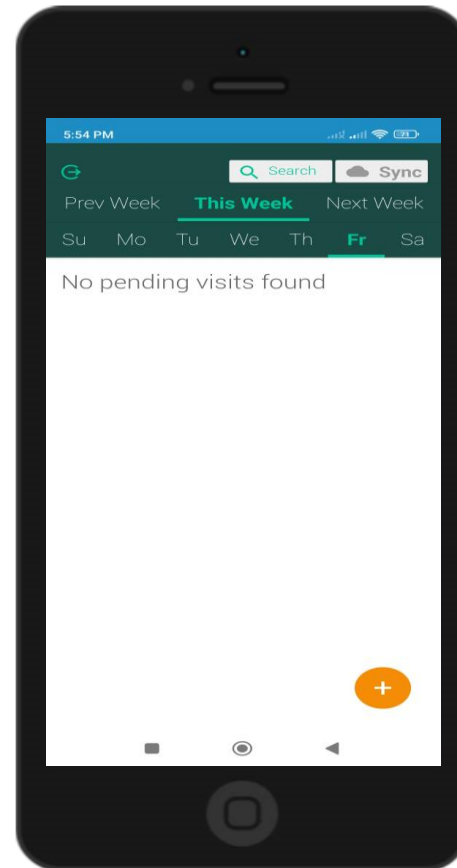 5:54 PM
Search Sync
Prev Week This Week Next Week
Su Mo Tu We Th Fr Sa
No pending visits found
+